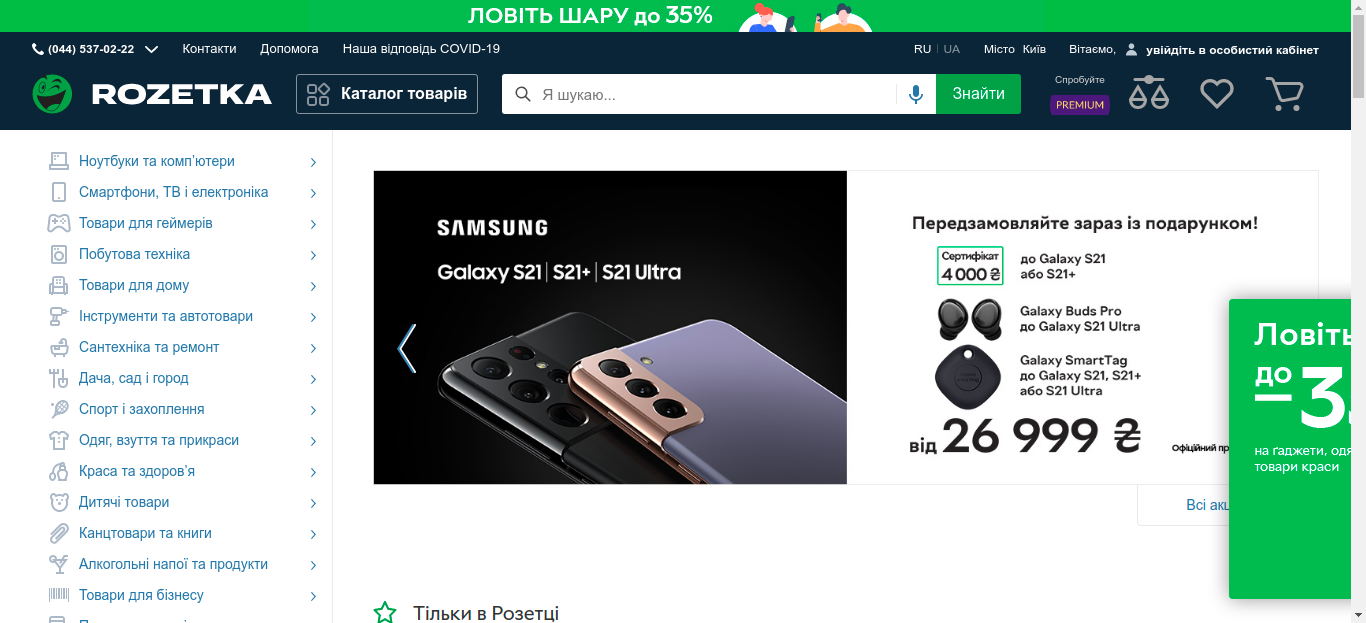 ЛОВІТЬ ШАРУ до 35%
(044) 537-02-22
Контакти
Допомога
Наша відповідь COVID-19
RU
UA
Місто Київ
Вітаємо, увійдіть в особистий кабінет
ROZETKA
Каталог товарів
Я шукаю...
Знайти
Спробуйте
PREMIUM
Ноутбуки та комп’ютери
Смартфони, ТВ і електроніка
Товари для геймерів
Побутова техніка
Товари для дому
Інструменти та автотовари
Сантехніка та ремонт
Дача, сад і город
Спорт і захоплення
Одяг, взуття та прикраси
Краса та здоров’я
Дитячі товари
Канцтовари та книги
Алкогольні напої та продукти
Товари для бізнесу
SAMSUNG
Galaxy S21 | S21+ | S21 Ultra
Передзамовляйте зараз із подарунком!
Сертифікат
4 000 ₴
до Galaxy S21
або S21+
Galaxy Buds Pro
до Galaxy S21 Ultra
Galaxy SmartTag
до Galaxy S21, S21+
або S21 Ultra
від 26 999 ₴
Офіційний пр
Всі акц
Ловіть
до
–3
на ґаджети, одя
товари краси
Тільки в Розетці